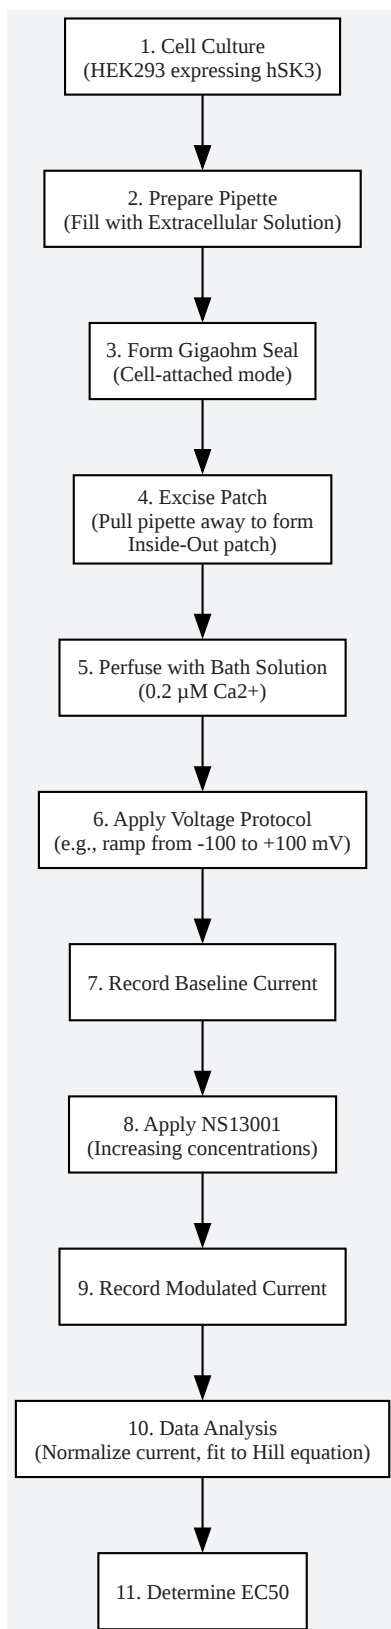 1. Cell Culture
(HEK293 expressing hSK3)
2. Prepare Pipette
(Fill with Extracellular Solution)
3. Form Gigaohm Seal
(Cell-attached mode)
4. Excise Patch
(Pull pipette away to form
Inside-Out patch)
5. Perfuse with Bath Solution
(0.2 µM Ca2+)
6. Apply Voltage Protocol
(e.g., ramp from -100 to +100 mV)
7. Record Baseline Current
8. Apply NS13001
(Increasing concentrations)
9. Record Modulated Current
10. Data Analysis
(Normalize current, fit to Hill equation)
11. Determine EC50